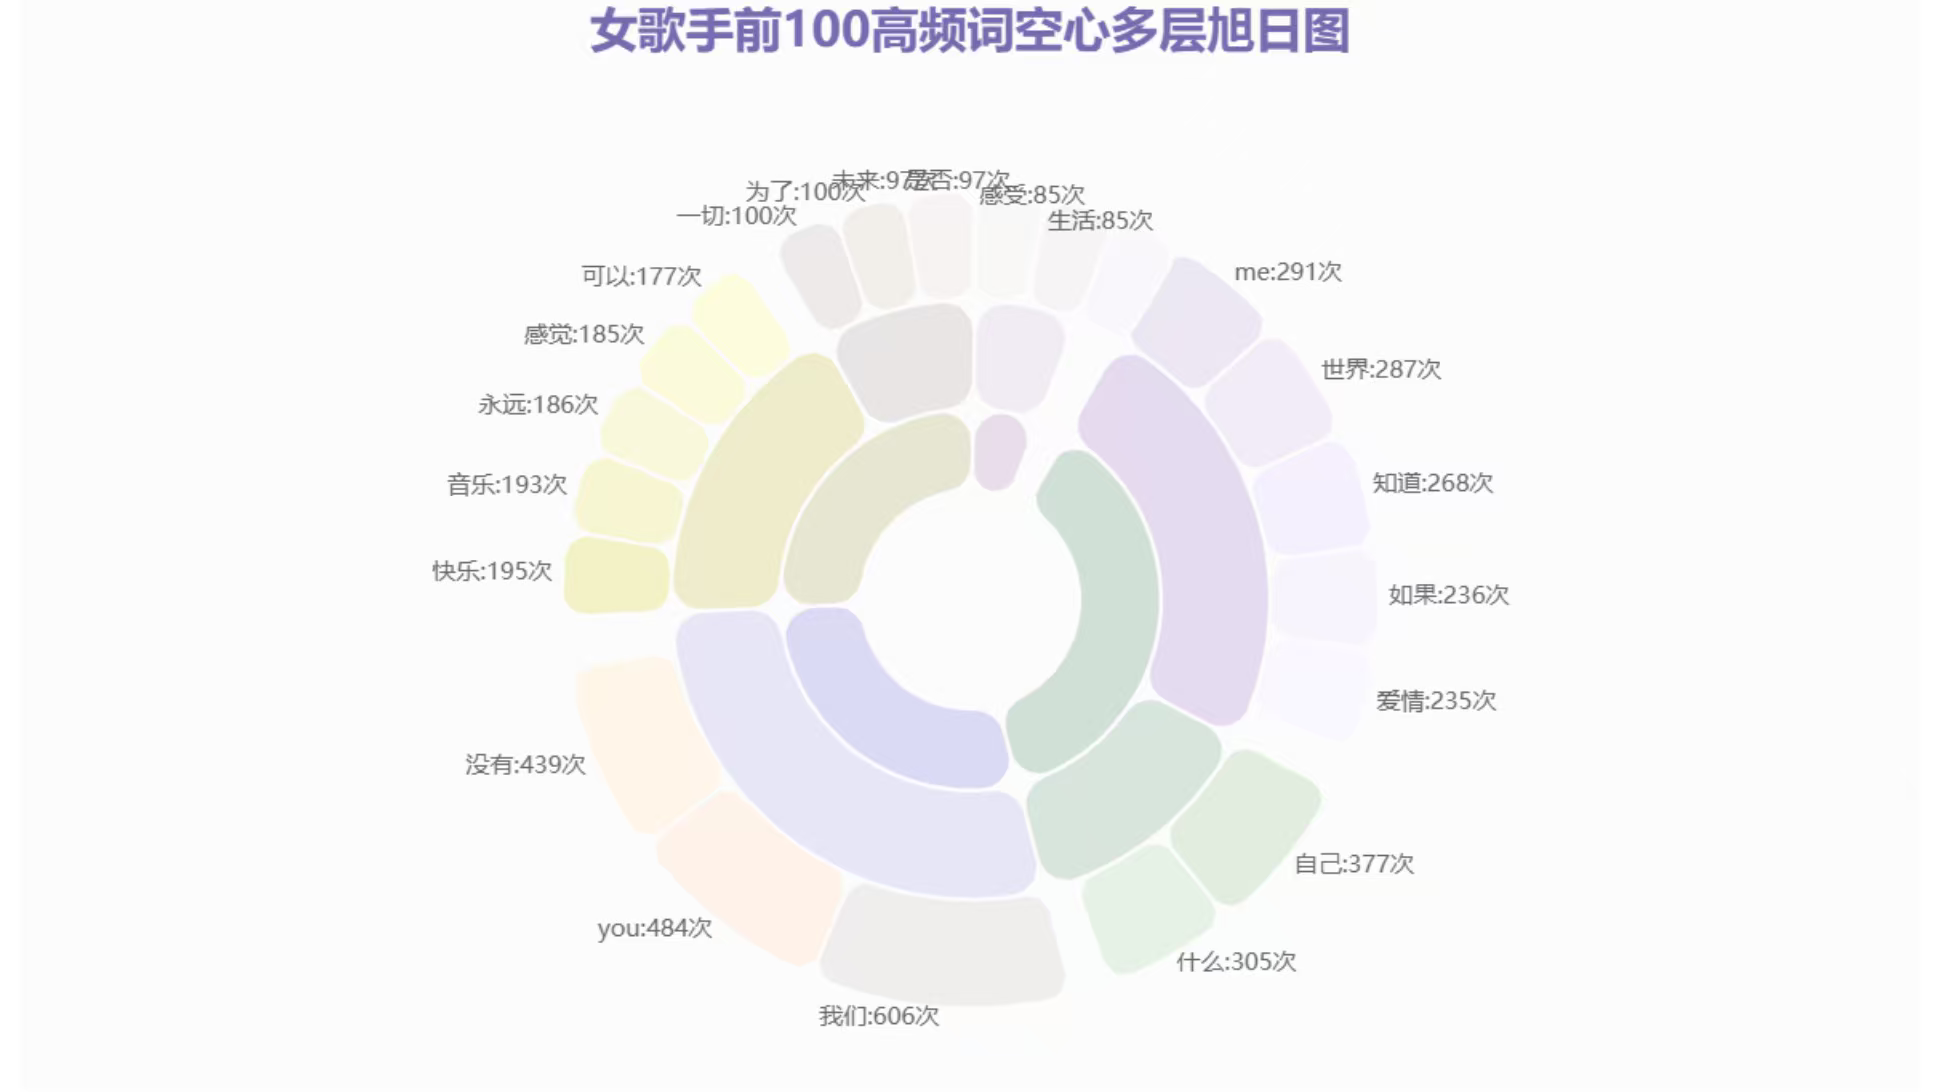 女歌手前100高频词空心多层旭日图
未来:97次
是否:97次
为了:100次
感受:85次
一切:100次
生活:85次
me:291次
可以:177次
感觉:185次
世界:287次
永远:186次
知道:268次
音乐:193次
快乐:195次
如果:236次
爱情:235次
没有:439次
自己:377次
you:484次
什么:305次
我们:606次